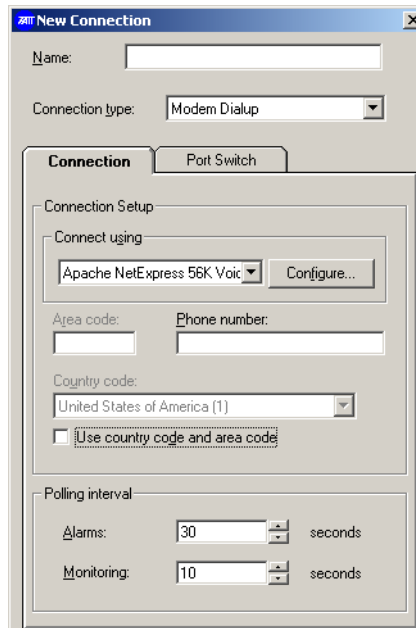 New Connection
Name:
Connection type: Modem Dialup
Connection Port Switch
Connection Setup
Connect using
Apache NetExpress 56K Voic Configure...
Area code: Phone number:
Country code:
United States of America (1)
Use country code and area code
Polling interval
Alarms: 30 seconds
Monitoring: 10 seconds